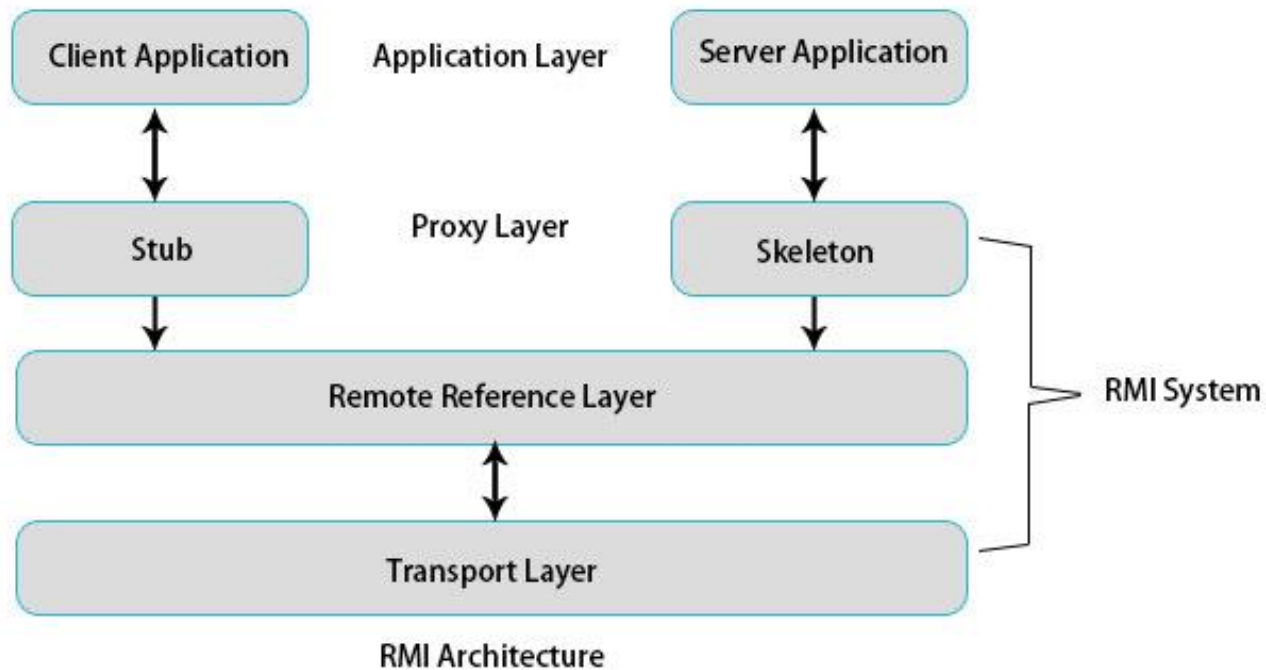 Client Application
Application Layer
Server Application
Stub
Proxy Layer
Skeleton
Remote Reference Layer
RMI System
Transport Layer
RMI Architecture